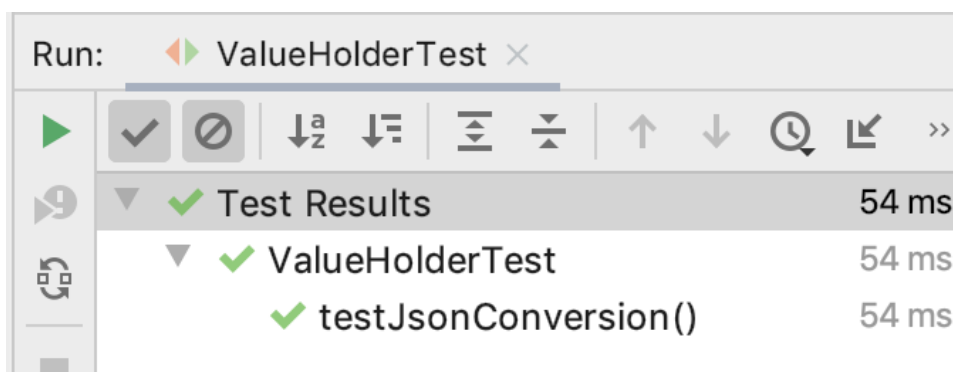 Run: ValueHolderTest
Test Results 54 ms
ValueHolderTest 54 ms
testJsonConversion() 54 ms